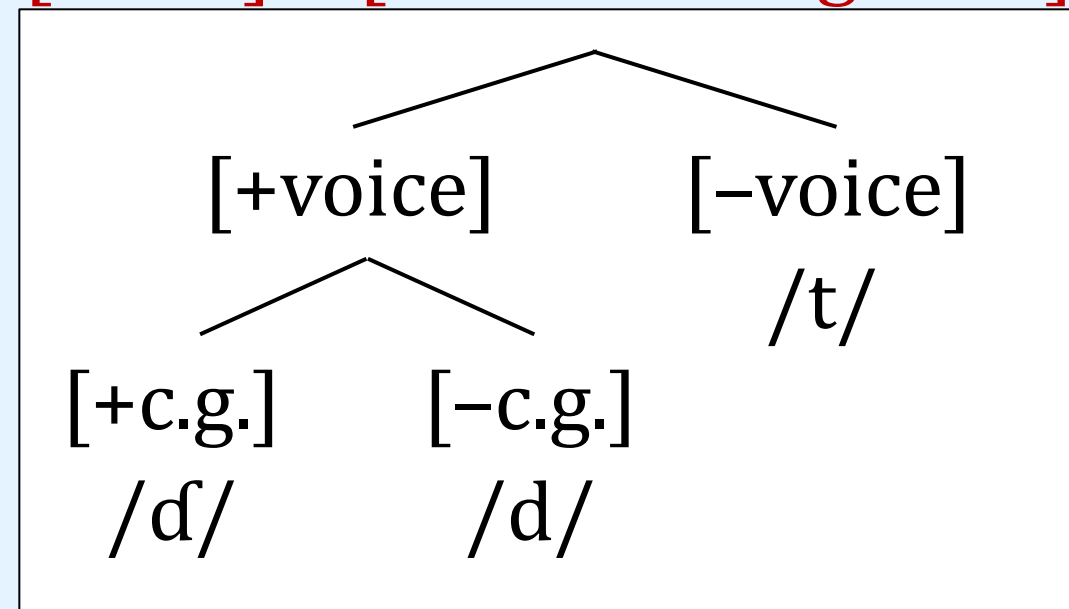 [+voice] [–voice]
/t/
[+c.g.] [–c.g.]
/ɗ/ /d/